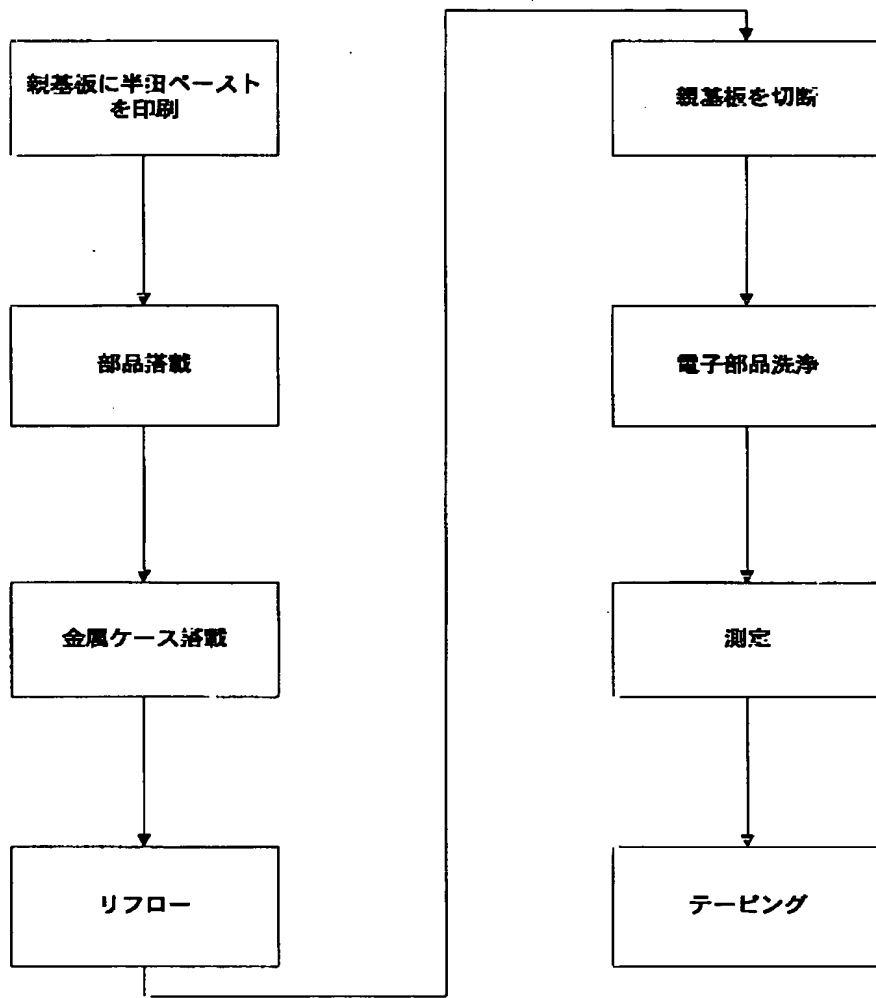 親基板に半田ペースト
を印刷
部品搭載
金属ケース搭載
リフロー
親基板を切断
電子部品洗浄
測定
テーピング